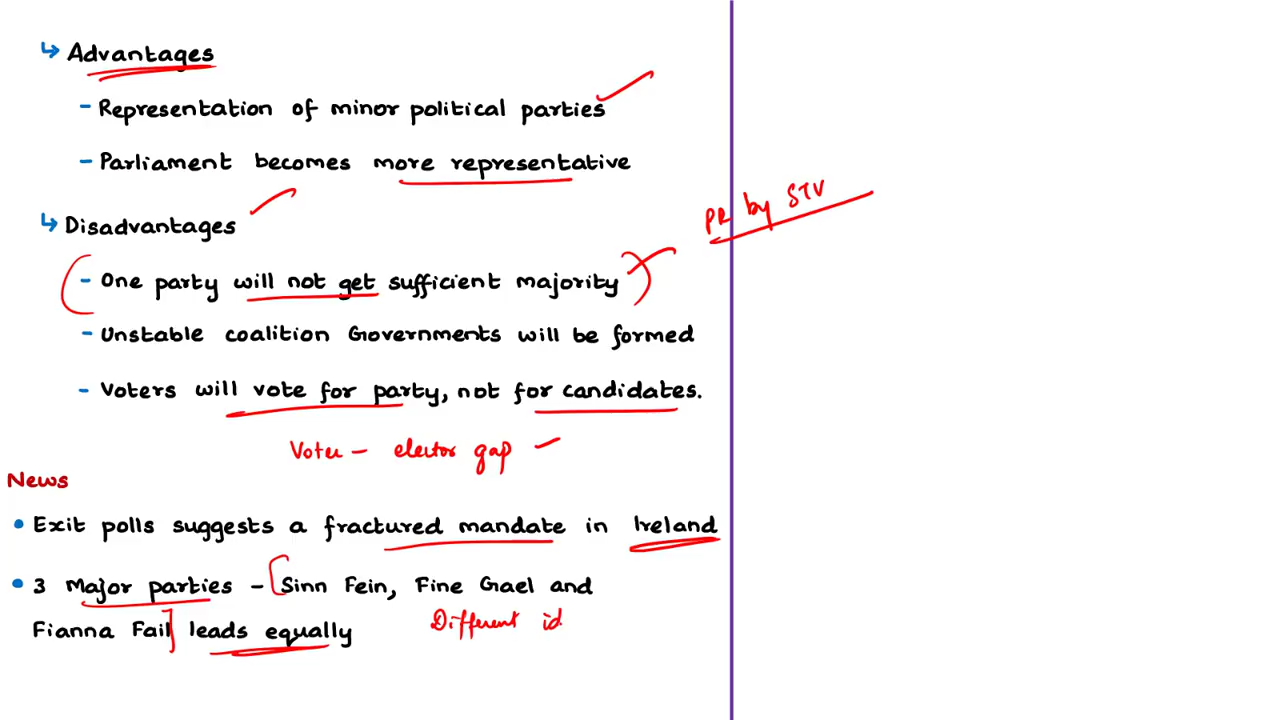 ↳ Advantages
- Representation of minor political parties
- Parliament becomes more representative
PR by STV
↳ Disadvantages
- One party will not get sufficient majority
- Unstable coalition Governments will be formed
- Voters will vote for party, not for candidates.
Voter - elector gap -
News
• Exit polls suggests a fractured mandate in Ireland
• 3 Major parties - [Sinn Fein, Fine Gael and
Fianna Fail] leads equally
Different id